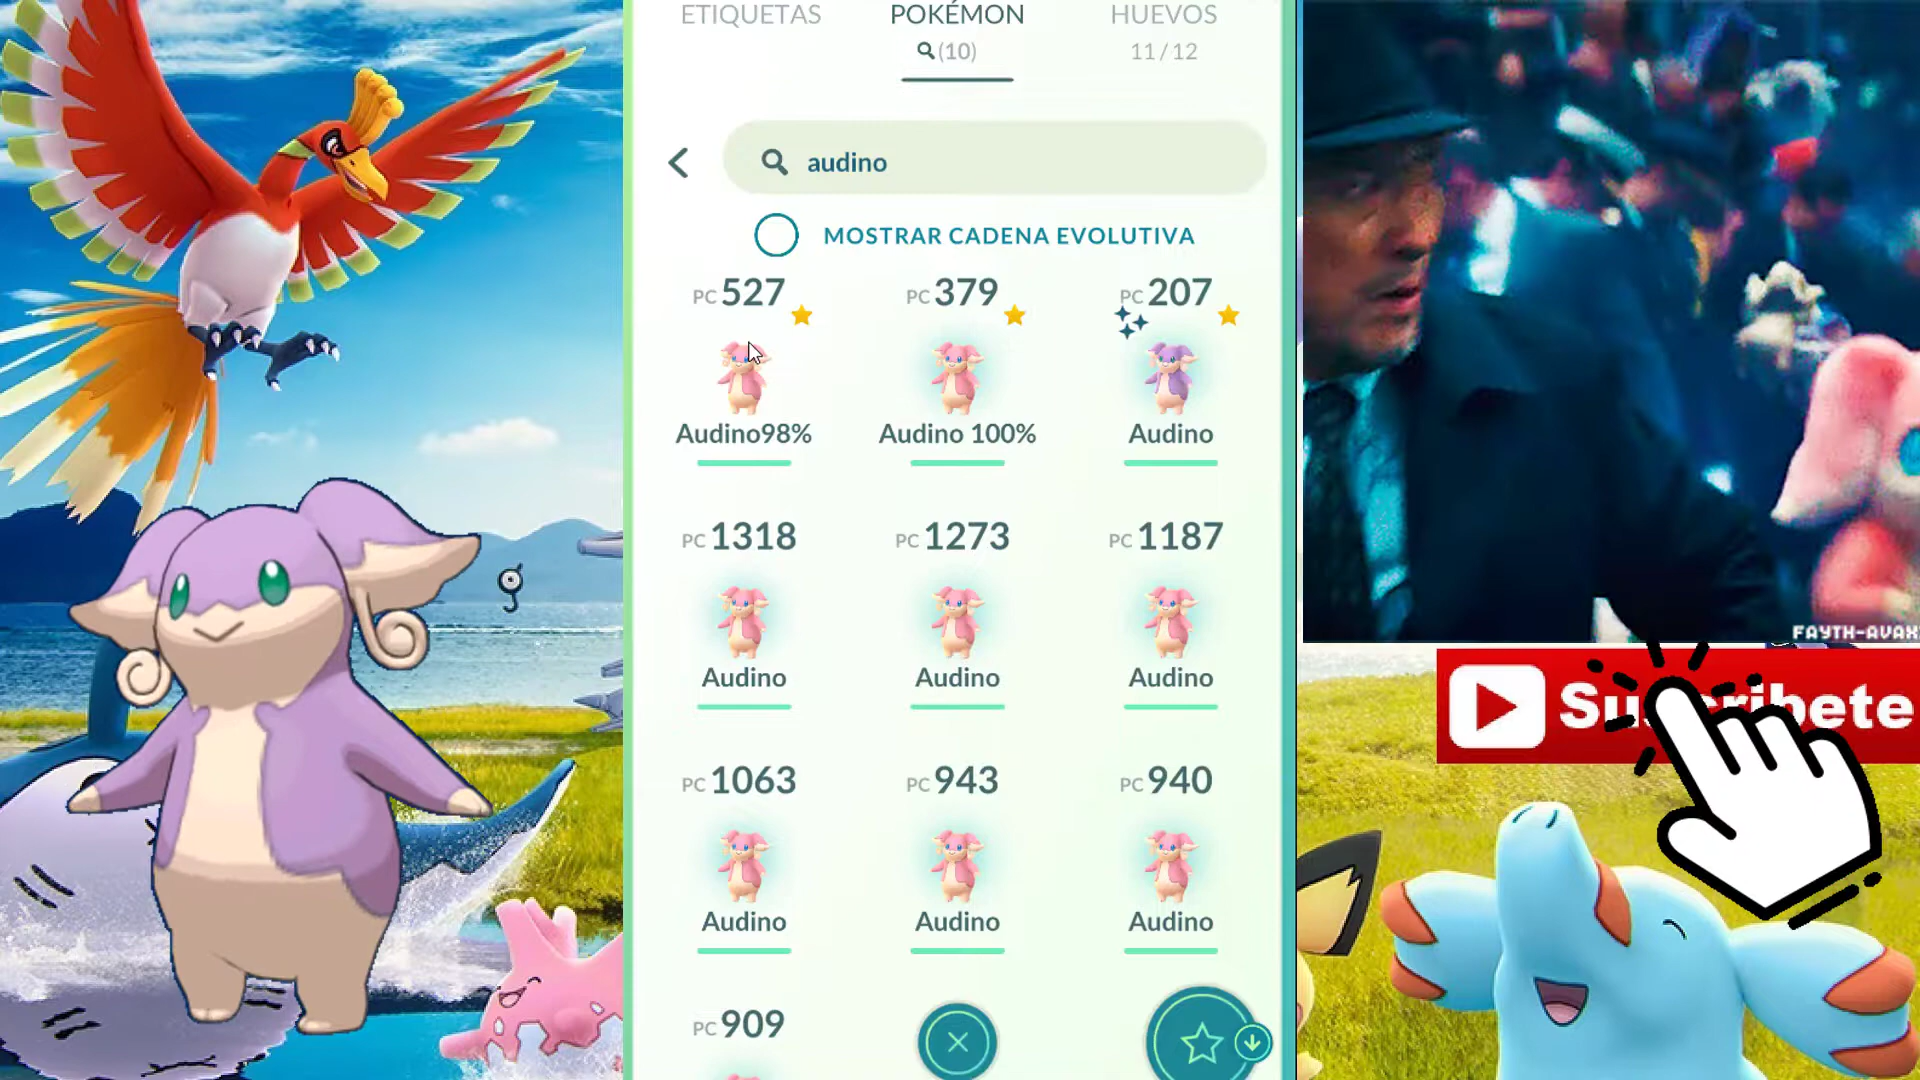 ETIQUETAS
POKÉMON
HUEVOS
(10)
11 / 12
audino
MOSTRAR CADENA EVOLUTIVA
PC 527
PC 379
PC 207
Audino98%
Audino 100%
Audino
PC 1318
PC 1273
PC 1187
Audino
Audino
Audino
PC 1063
PC 943
PC 940
Audino
Audino
Audino
PC 909